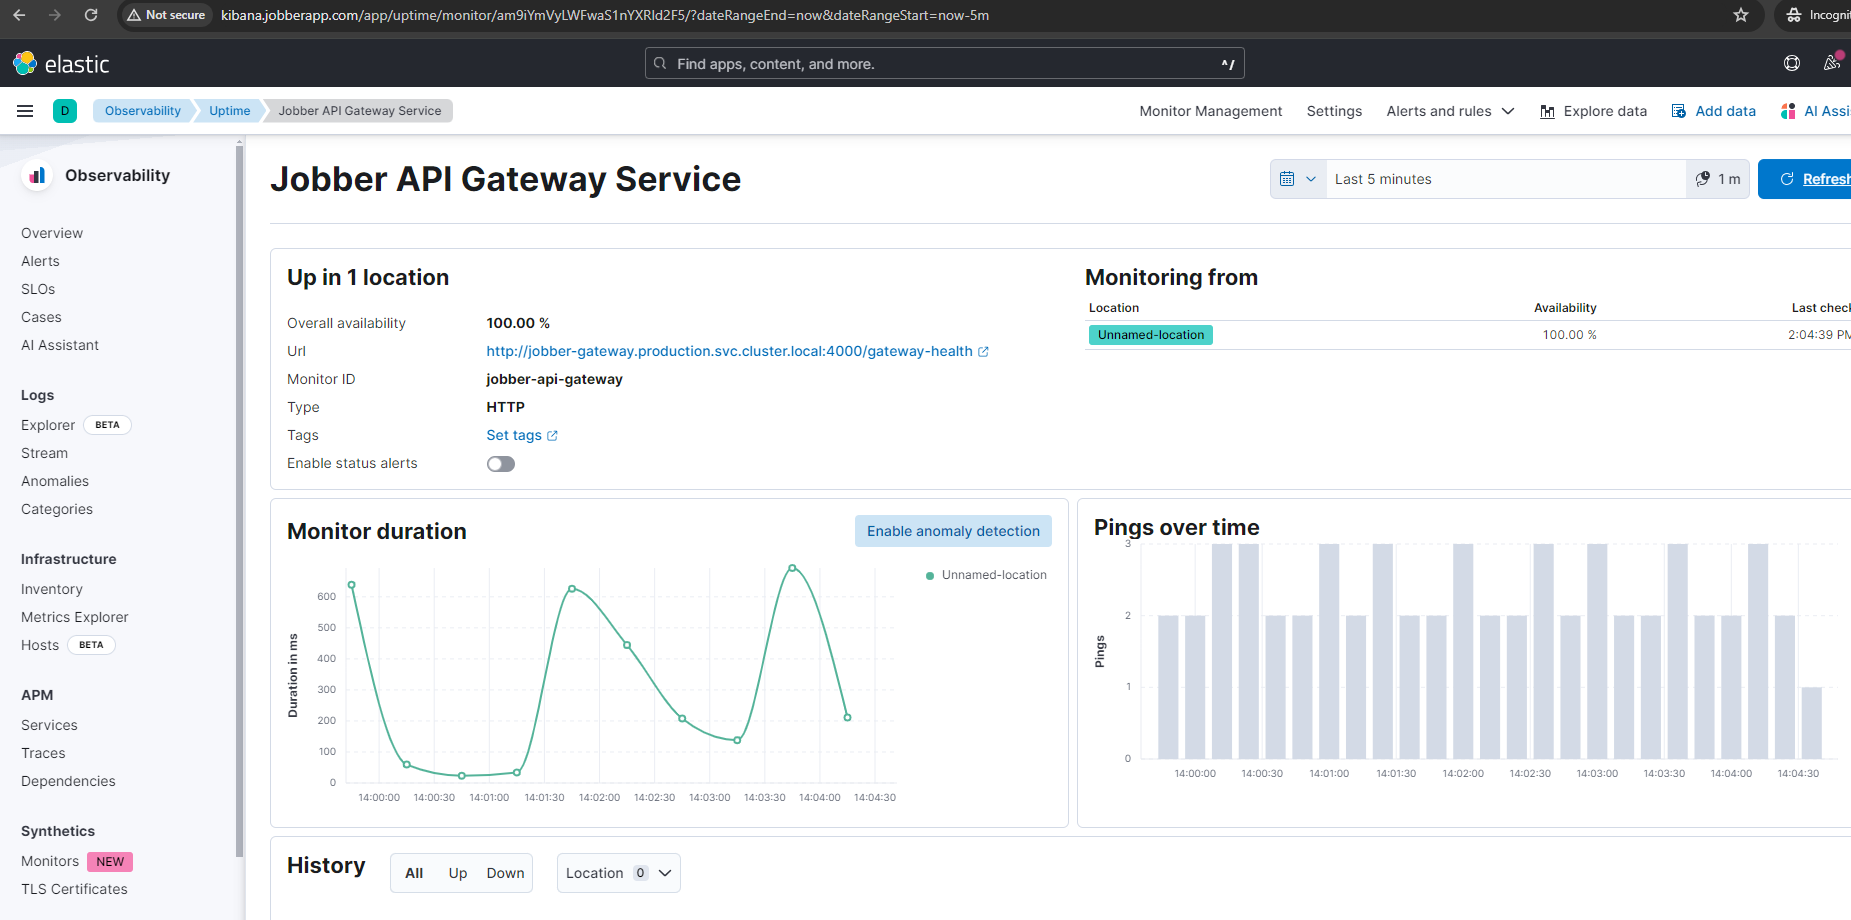 Not secure kibana.jobberapp.com/app/uptime/monitor/am9iYmVyLWFwaS1nYXRld2F5/?dateRangeEnd=now&dateRangeStart=now-5m Incogni
elastic Find apps, content, and more. ^/
D Observability Uptime Jobber API Gateway Service Monitor Management Settings Alerts and rules Explore data Add data AI Assi
Observability
Overview
Alerts
SLOs
Cases
AI Assistant
Logs
Explorer BETA
Stream
Anomalies
Categories
Infrastructure
Inventory
Metrics Explorer
Hosts BETA
APM
Services
Traces
Dependencies
Synthetics
Monitors NEW
TLS Certificates
Jobber API Gateway Service
Last 5 minutes 1 m Refresh
Up in 1 location
Overall availability 100.00 %
Url http://jobber-gateway.production.svc.cluster.local:4000/gateway-health
Monitor ID jobber-api-gateway
Type HTTP
Tags Set tags
Enable status alerts
Monitoring from
Location Availability Last check
Unnamed-location 100.00 % 2:04:39 PM
Monitor duration Enable anomaly detection
Unnamed-location
Duration in ms
600
500
400
300
200
100
0
14:00:00 14:00:30 14:01:00 14:01:30 14:02:00 14:02:30 14:03:00 14:03:30 14:04:00 14:04:30
Pings over time
Pings
3
2
1
0
14:00:00 14:00:30 14:01:00 14:01:30 14:02:00 14:02:30 14:03:00 14:03:30 14:04:00 14:04:30
History All Up Down Location 0